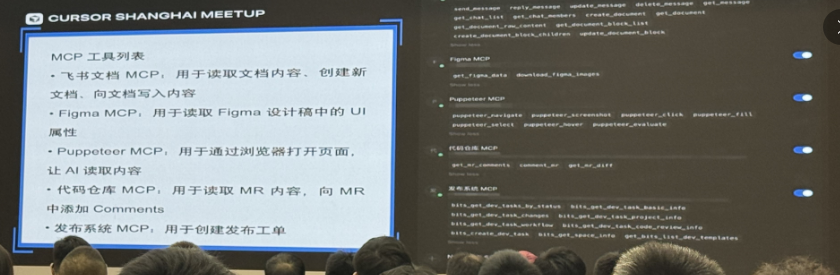 CURSOR SHANGHAI MEETUP
MCP 工具列表
• 飞书文档 MCP：用于读取文档内容、创建新
文档、向文档写入内容
• Figma MCP：用于读取 Figma 设计稿中的 UI
属性
• Puppeteer MCP：用于通过浏览器打开页面，
让 AI 读取内容
• 代码仓库 MCP：用于读取 MR 内容，向 MR
中添加 Comments
• 发布系统 MCP：用于创建发布工单
send_message reply_message update_message delete_message get_message
get_chat_list get_chat_members create_document get_document
get_document_raw_content get_document_block_list
create_document_block_children update_document_block
Show less
Figma MCP
get_figma_data download_figma_images
Show less
Puppeteer MCP
puppeteer_navigate puppeteer_screenshot puppeteer_click puppeteer_fill
puppeteer_select puppeteer_hover puppeteer_evaluate
Show less
代码仓库 MCP
get_mr_comments comment_mr get_mr_diff
Show less
发布系统 MCP
bits_get_dev_tasks_by_status bits_get_dev_task_basic_info
bits_get_dev_task_changes bits_get_dev_task_project_info
bits_get_dev_task_workflow bits_get_dev_task_code_review_info
bits_create_dev_task bits_get_space_info get_bits_list_dev_templates
Show less